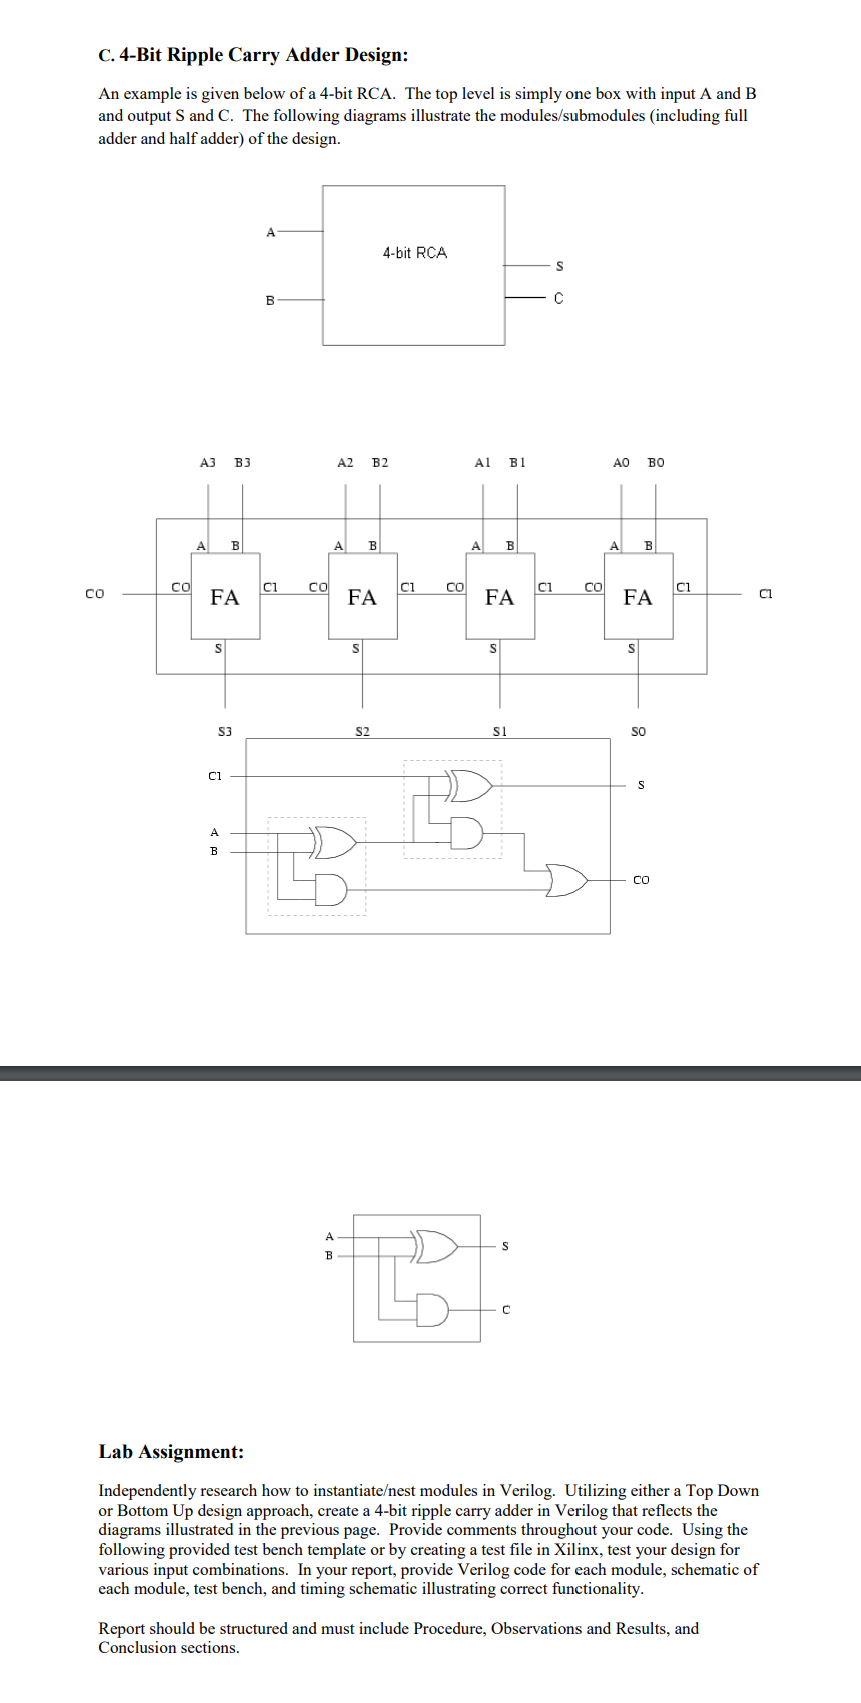 C. 4-Bit Ripple Carry Adder Design:
An example is given below of a 4-bit RCA. The top level is simply one box with input A and B
and output S and C. The following diagrams illustrate the modules/submodules (including full
adder and half adder) of the design.
A
4-bit RCA
S
B
C
A3 B3 A2 B2 A1 B1 A0 B0
A B A B A B A B
CO CO FA CI CO FA CI CO FA CI CO FA CI CI
S S S S
S3 S2 S1 S0
CI
S
A
B
CO
A
S
B
C
Lab Assignment:
Independently research how to instantiate/nest modules in Verilog. Utilizing either a Top Down
or Bottom Up design approach, create a 4-bit ripple carry adder in Verilog that reflects the
diagrams illustrated in the previous page. Provide comments throughout your code. Using the
following provided test bench template or by creating a test file in Xilinx, test your design for
various input combinations. In your report, provide Verilog code for each module, schematic of
each module, test bench, and timing schematic illustrating correct functionality.
Report should be structured and must include Procedure, Observations and Results, and
Conclusion sections.